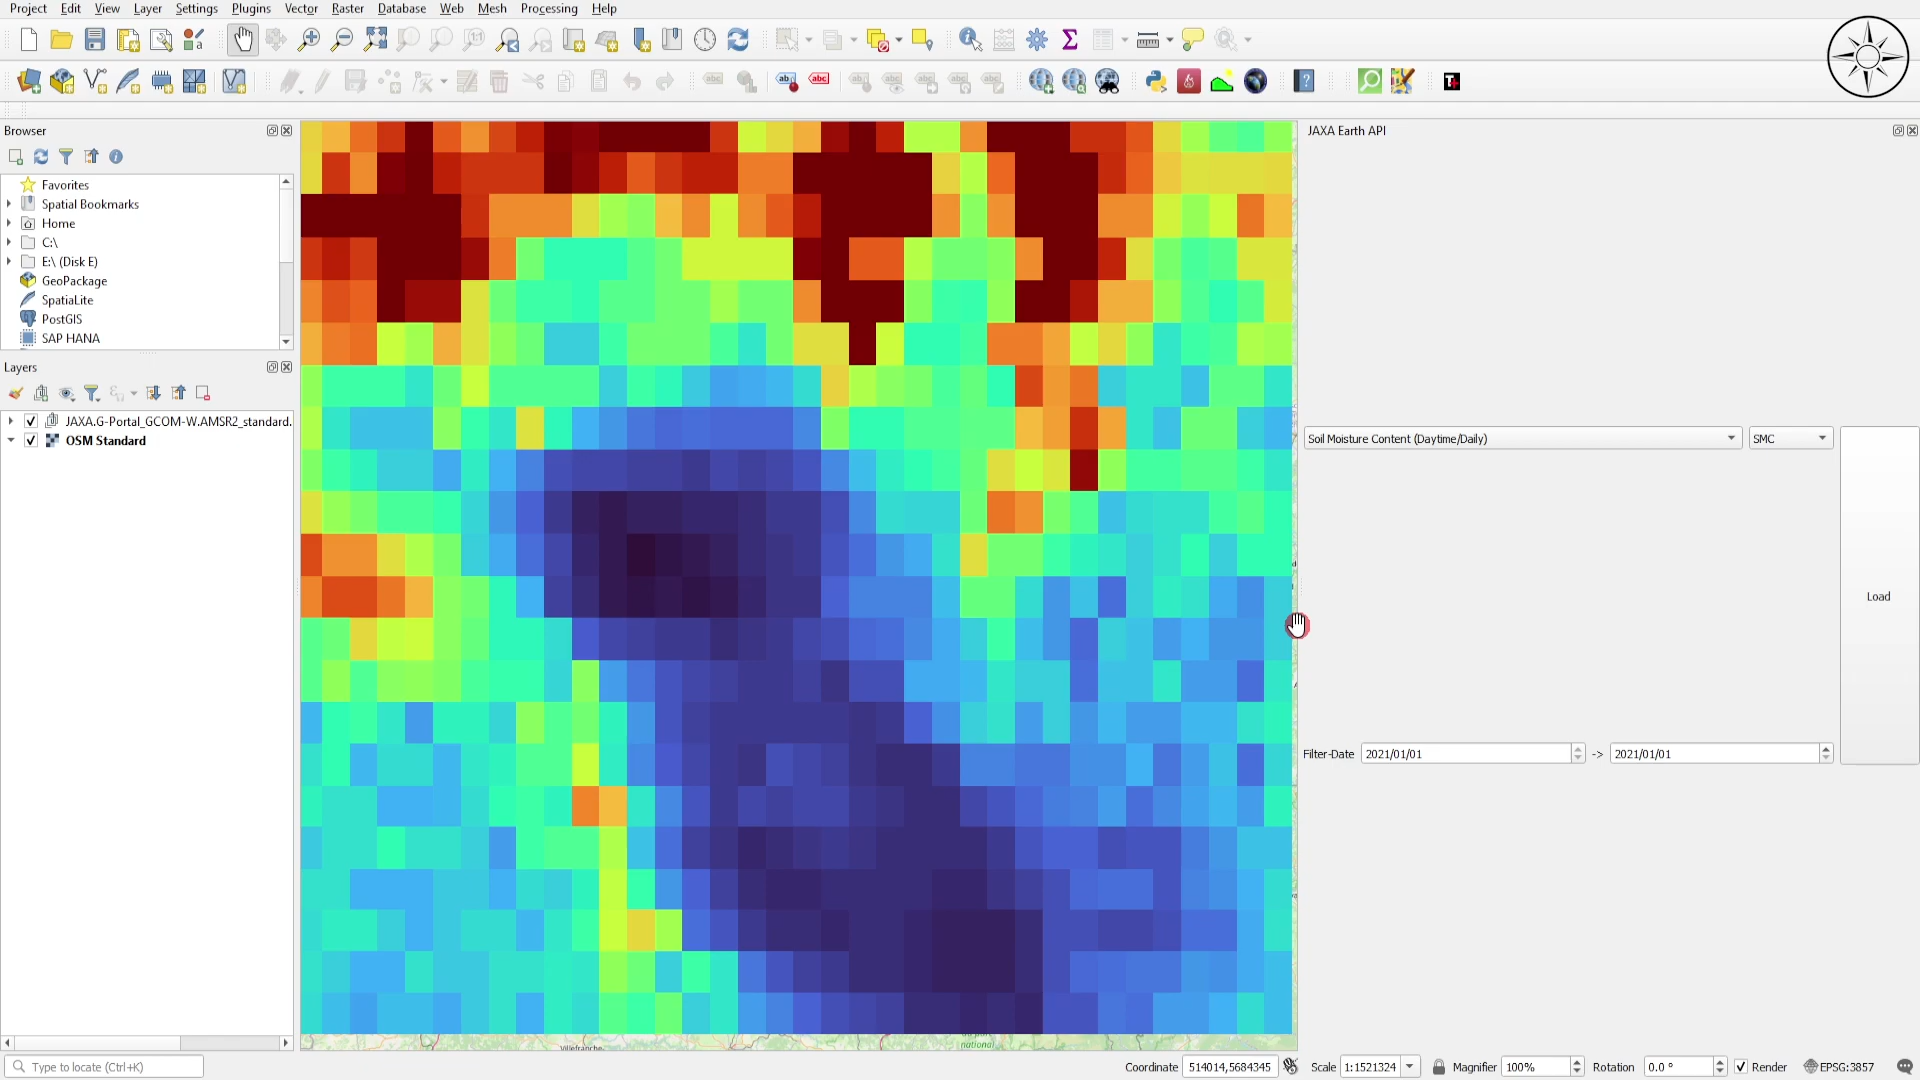 Project Edit View Layer Settings Plugins Vector Raster Database Web Mesh Processing Help
Browser
Favorites
Spatial Bookmarks
Home
C:\
E:\ (Disk E)
GeoPackage
SpatiaLite
PostGIS
SAP HANA
Layers
JAXA.G-Portal_GCOM-W.AMSR2_standard.
OSM Standard
JAXA Earth API
Soil Moisture Content (Daytime/Daily) SMC
Load
Filter-Date 2021/01/01 -> 2021/01/01
Villefranche
national
Type to locate (Ctrl+K) Coordinate 514014,5684345 Scale 1:1521324 Magnifier 100% Rotation 0.0 ° Render EPSG:3857